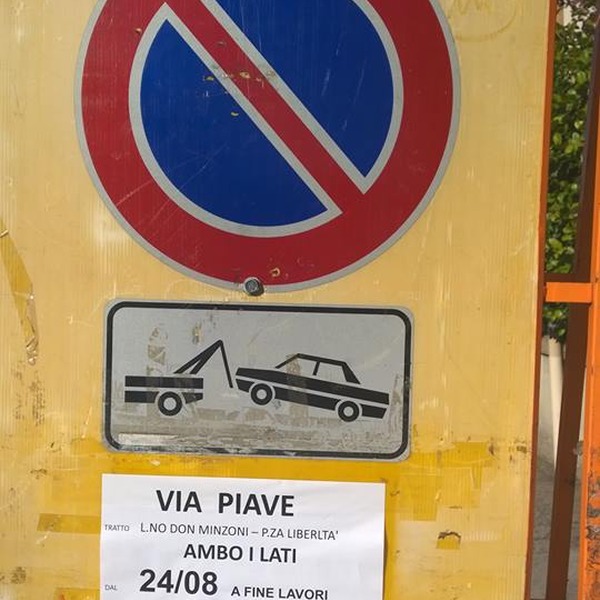 VIA PIAVE
TRATTO L.NO DON MINZONI – P.ZA LIBERLTA'
AMBO I LATI
DAL 24/08 A FINE LAVORI